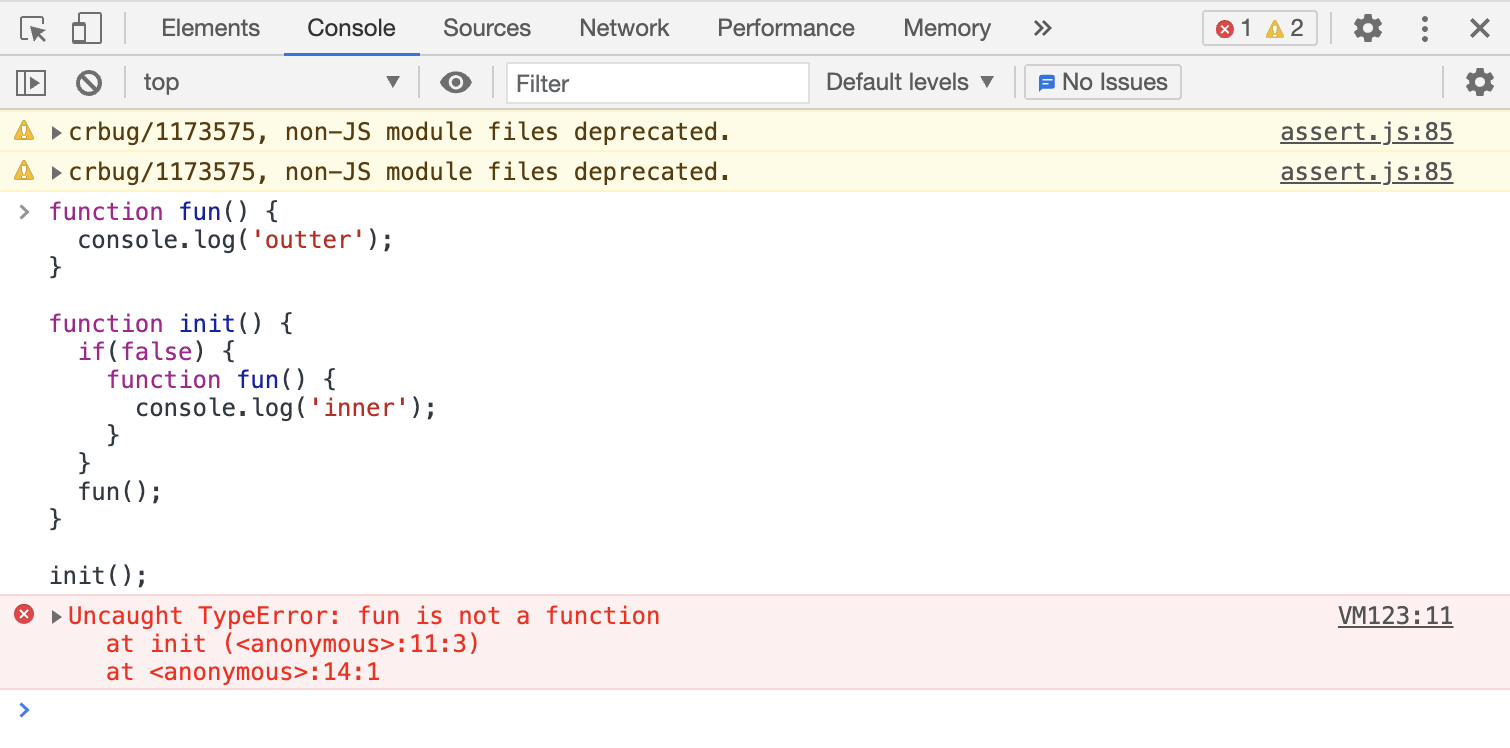 Elements Console Sources Network Performance Memory » 1 2
top ▼ Filter Default levels ▼ No Issues
crbug/1173575, non-JS module files deprecated. assert.js:85
crbug/1173575, non-JS module files deprecated. assert.js:85
> function fun() {
  console.log('outter');
}
function init() {
  if(false) {
    function fun() {
      console.log('inner');
    }
  }
  fun();
}
init();
Uncaught TypeError: fun is not a function VM123:11
    at init (<anonymous>:11:3)
    at <anonymous>:14:1
>